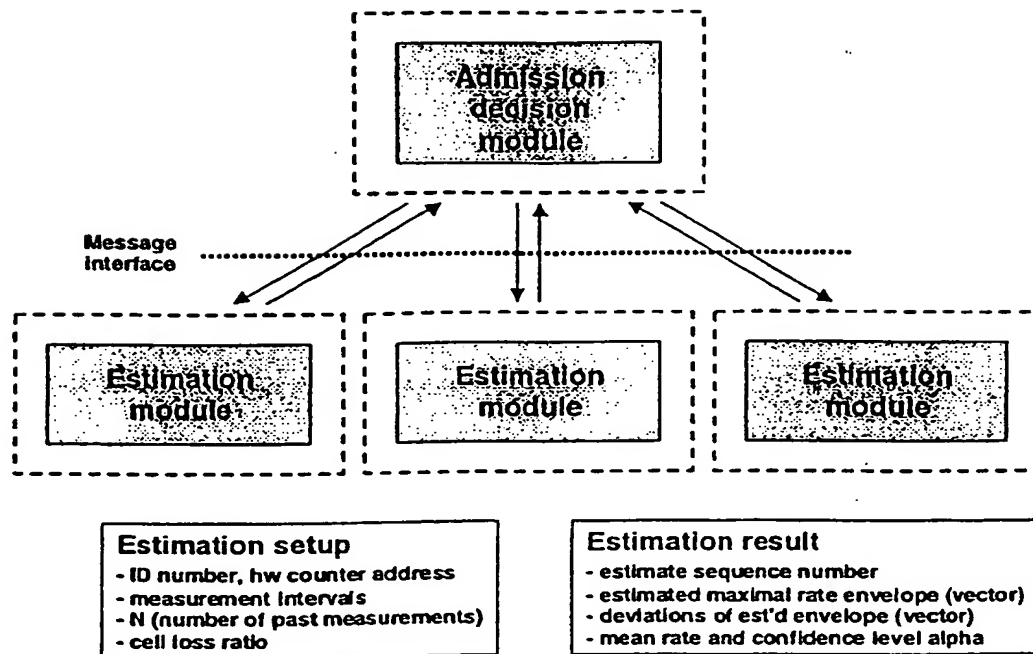 Admission
decision
module
Message
Interface
Estimation
module
Estimation
module
Estimation
module
Estimation setup
- ID number, hw counter address
- measurement intervals
- N (number of past measurements)
- cell loss ratio
Estimation result
- estimate sequence number
- estimated maximal rate envelope (vector)
- deviations of est'd envelope (vector)
- mean rate and confidence level alpha